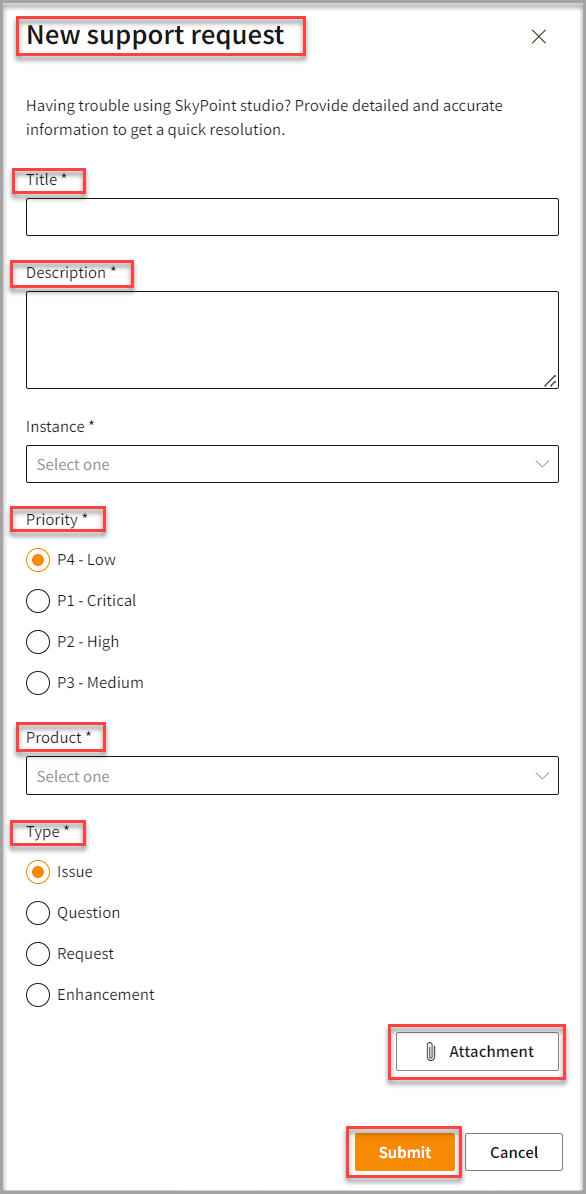 New support request
Having trouble using SkyPoint studio? Provide detailed and accurate
information to get a quick resolution.
Title *
Description *
Instance *
Select one
Priority *
P4 - Low
P1 - Critical
P2 - High
P3 - Medium
Product *
Select one
Type *
Issue
Question
Request
Enhancement
Attachment
Submit Cancel